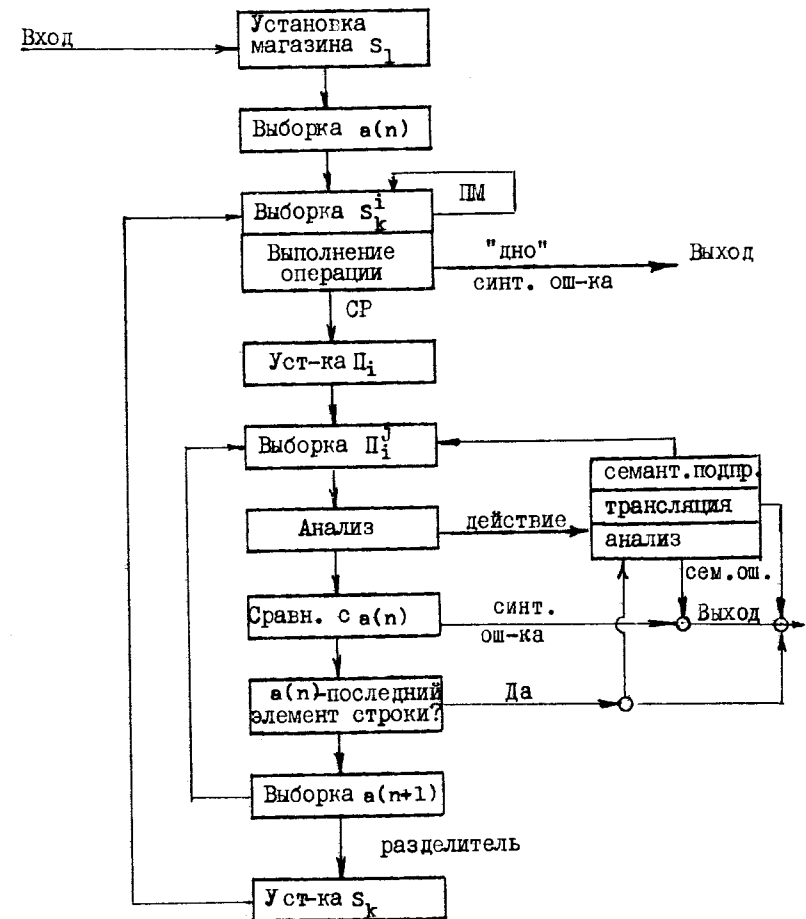 Вход
Установка
магазина S1
Выборка a(n)
Выборка S_k^i
ПМ
Выполнение
операции
"дно"
синт. ош-ка
Выход
СР
Уст-ка П_i
Выборка П_i^j
семант.подпр.
трансляция
анализ
Анализ
действие
сем.ош.
Сравн. с a(n)
синт.
ош-ка
Выход
a(n)-последний
элемент строки?
Да
Выборка a(n+1)
разделитель
Уст-ка S_k